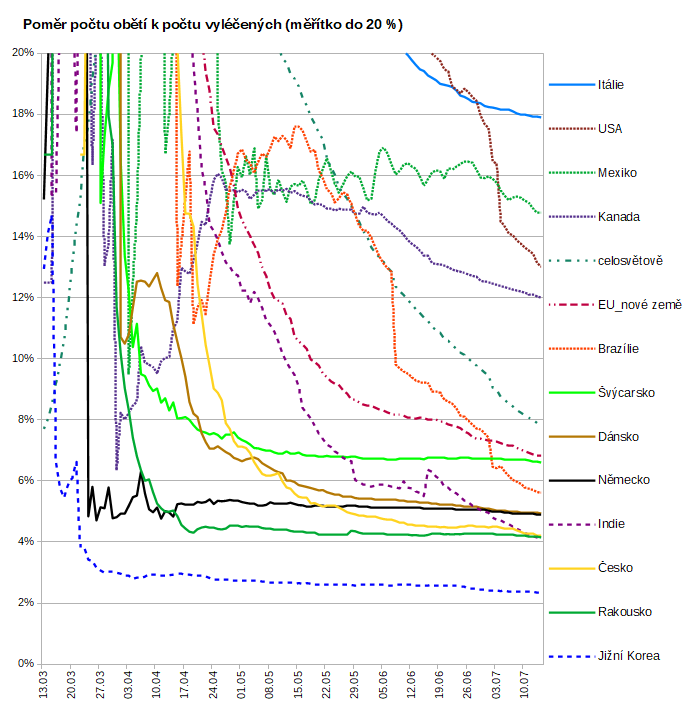 Poměr počtu obětí k počtu vyléčených (měřítko do 20 %)
20%
18%
16%
14%
12%
10%
8%
6%
4%
2%
0%
13.03
20.03
27.03
03.04
10.04
17.04
24.04
01.05
08.05
15.05
22.05
29.05
05.06
12.06
19.06
26.06
03.07
10.07
Itálie
USA
Mexiko
Kanada
celosvětově
EU_nové země
Brazílie
Švýcarsko
Dánsko
Německo
Indie
Česko
Rakousko
Jižní Korea